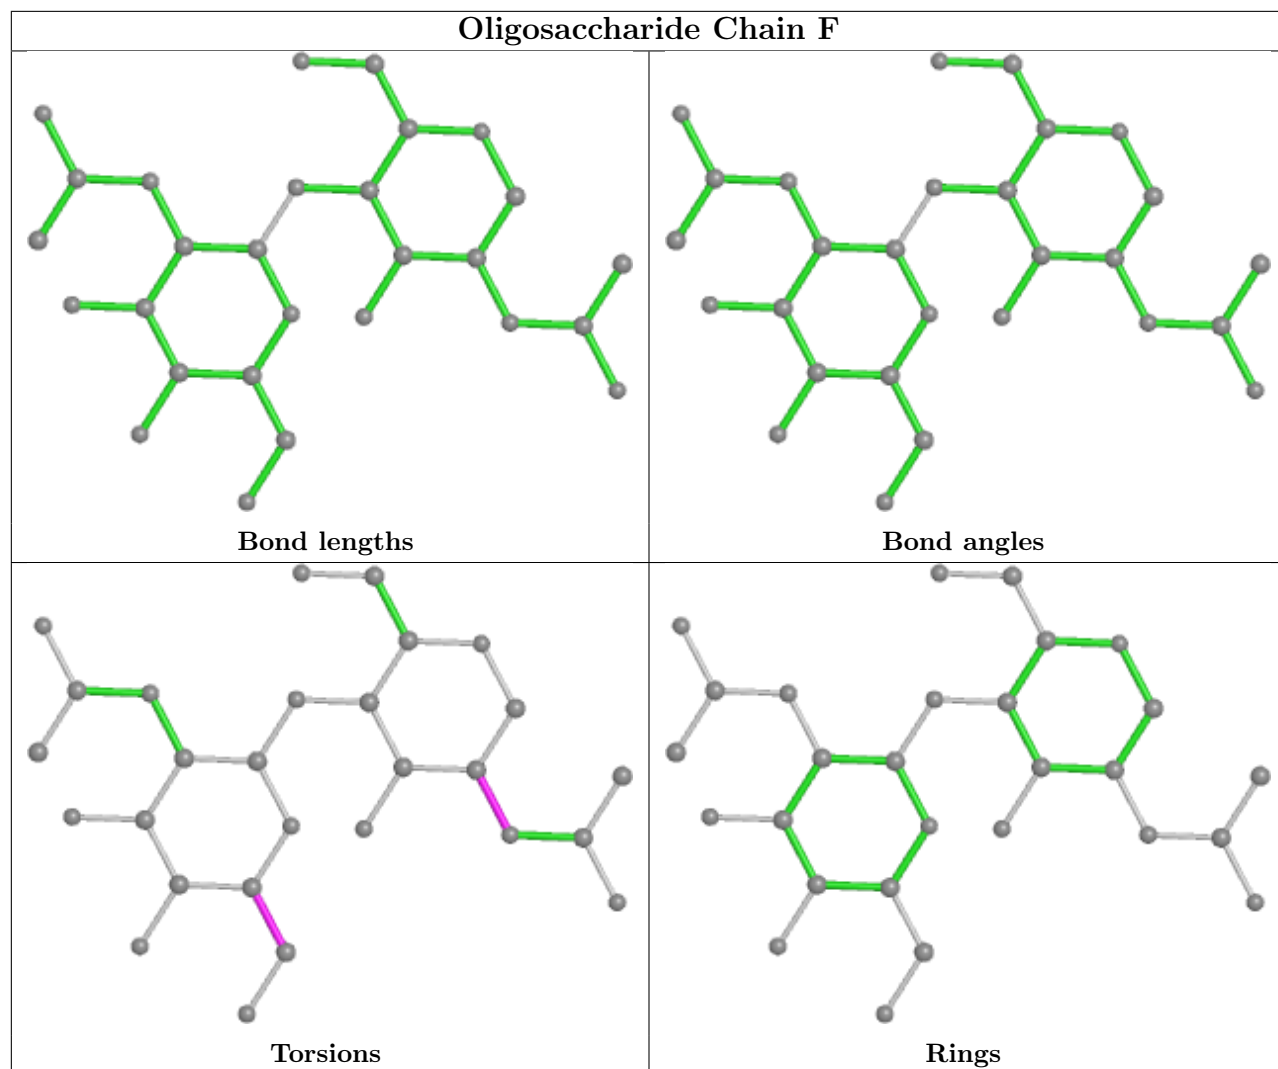 Oligosaccharide Chain F
Bond lengths
Bond angles
Torsions
Rings